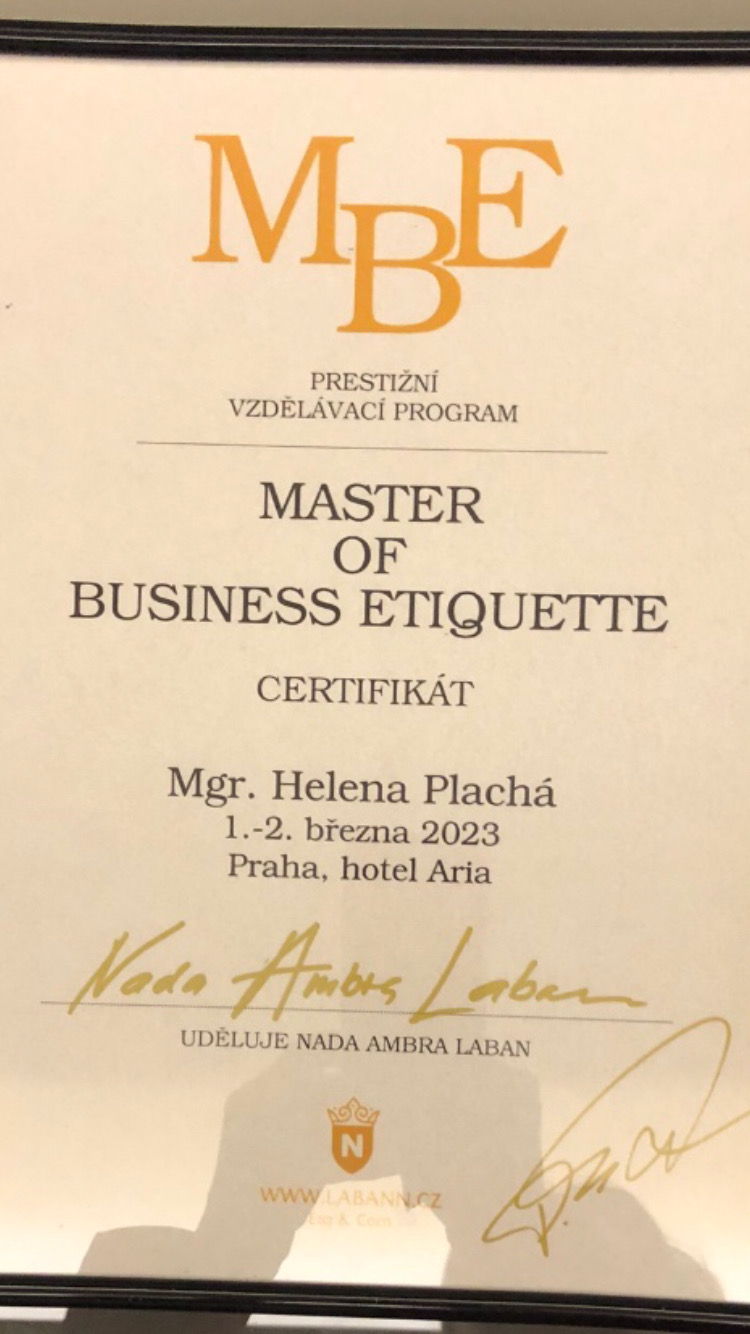 MBE
PRESTIŽNÍ
VZDĚLÁVACÍ PROGRAM
MASTER
OF
BUSINESS ETIQUETTE
CERTIFIKÁT
Mgr. Helena Plachá
1.-2. března 2023
Praha, hotel Aria
Nada Ambra Laban
UDĚLUJE NADA AMBRA LABAN
N
WWW.LABANN.CZ